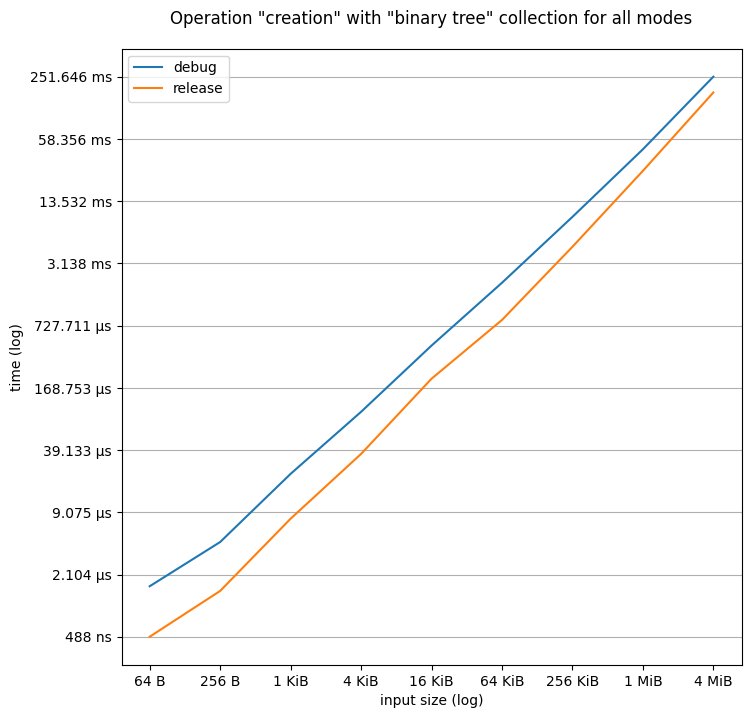 Operation "creation" with "binary tree" collection for all modes
debug
release
251.646 ms
58.356 ms
13.532 ms
3.138 ms
727.711 µs
168.753 µs
39.133 µs
9.075 µs
2.104 µs
488 ns
time (log)
64 B 256 B 1 KiB 4 KiB 16 KiB 64 KiB 256 KiB 1 MiB 4 MiB
input size (log)